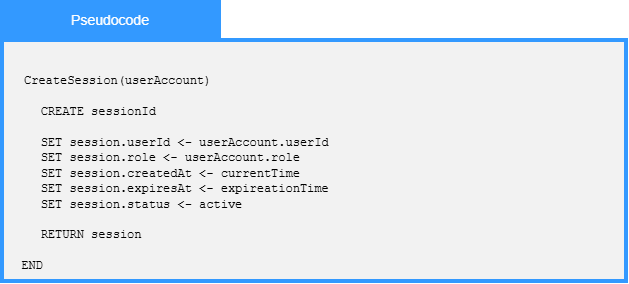 Pseudocode
CreateSession(userAccount)
CREATE sessionId
SET session.userId <- userAccount.userId
SET session.role <- userAccount.role
SET session.createdAt <- currentTime
SET session.expiresAt <- expireationTime
SET session.status <- active
RETURN session
END